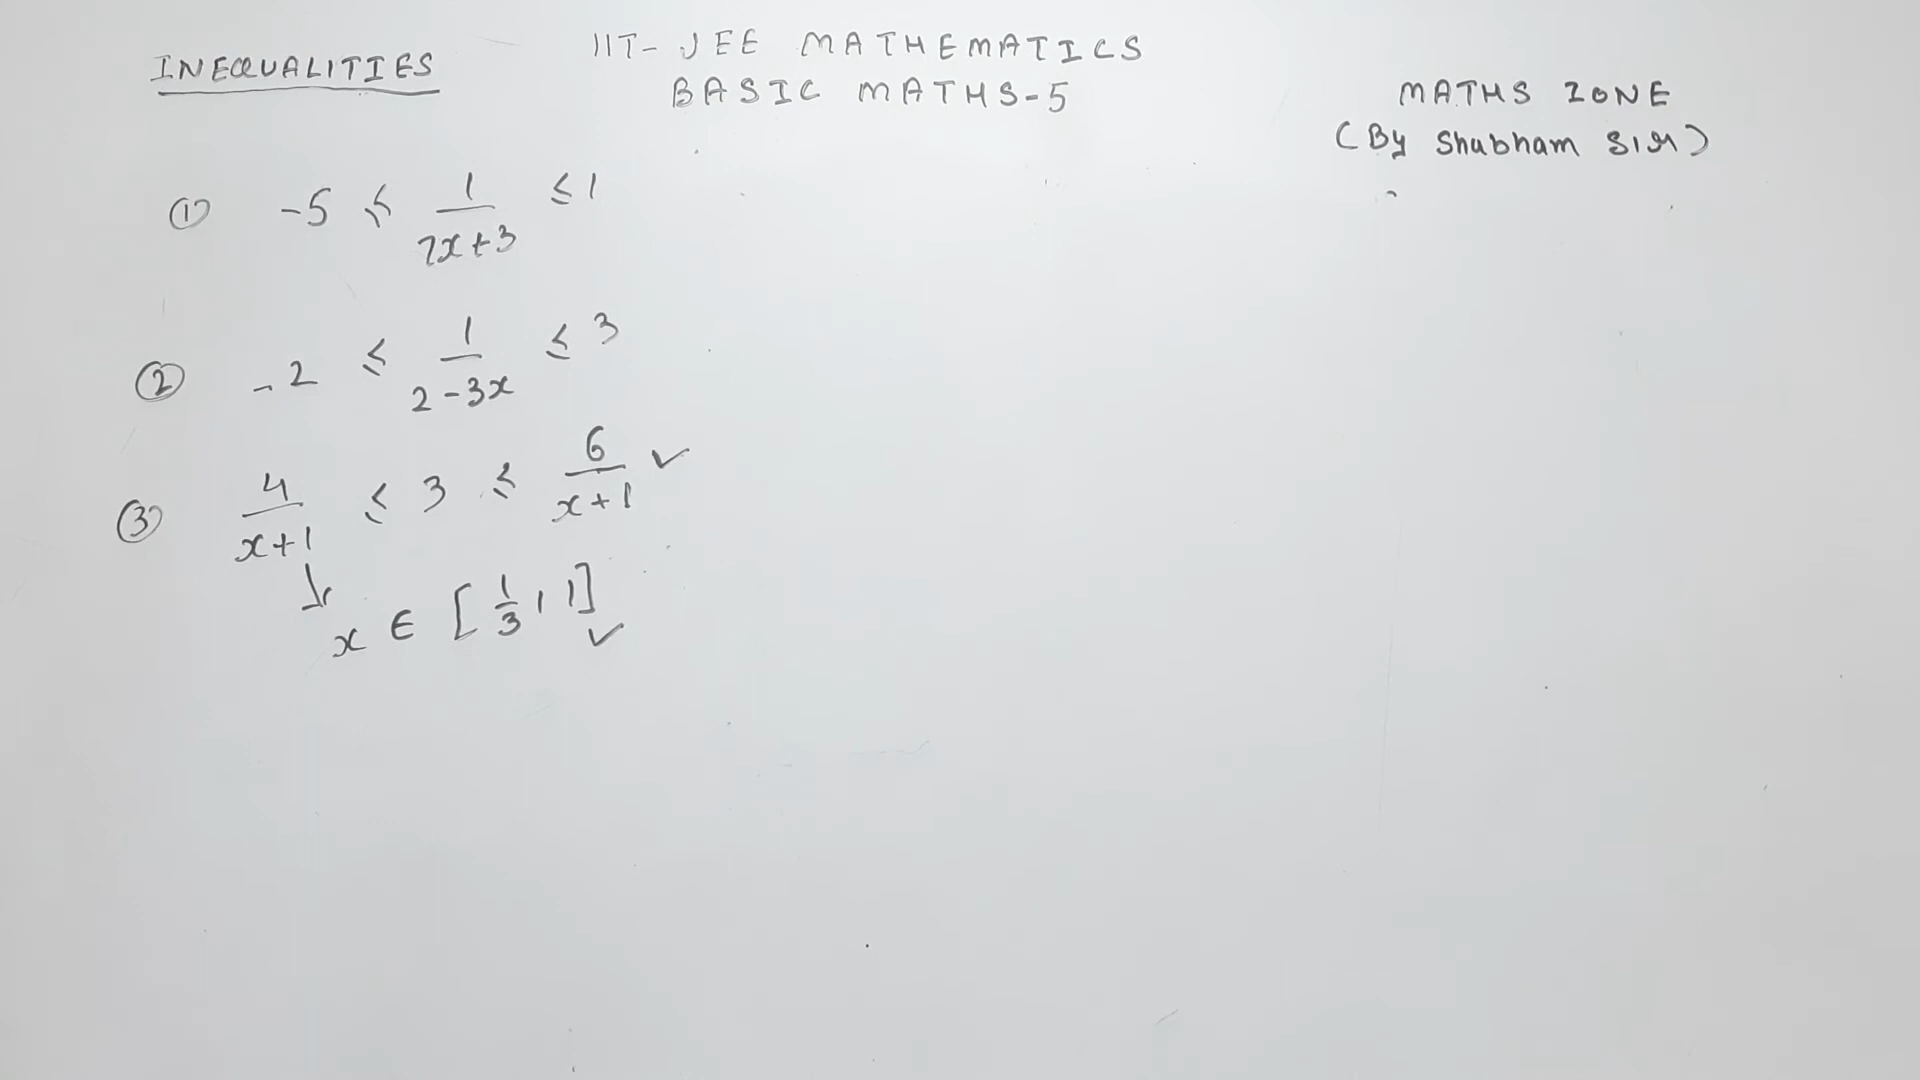 INEQUALITIES
IIT- JEE MATHEMATICS
BASIC MATHS-5
MATHS ZONE
(By Shubham Sir)
① -5 ≤ 1/(7x+3) ≤ 1
② -2 ≤ 1/(2-3x) ≤ 3
③ 4/(x+1) ≤ 3 ≤ 6/(x+1) ✓
↓ x ∈ [1/3, 1] ✓